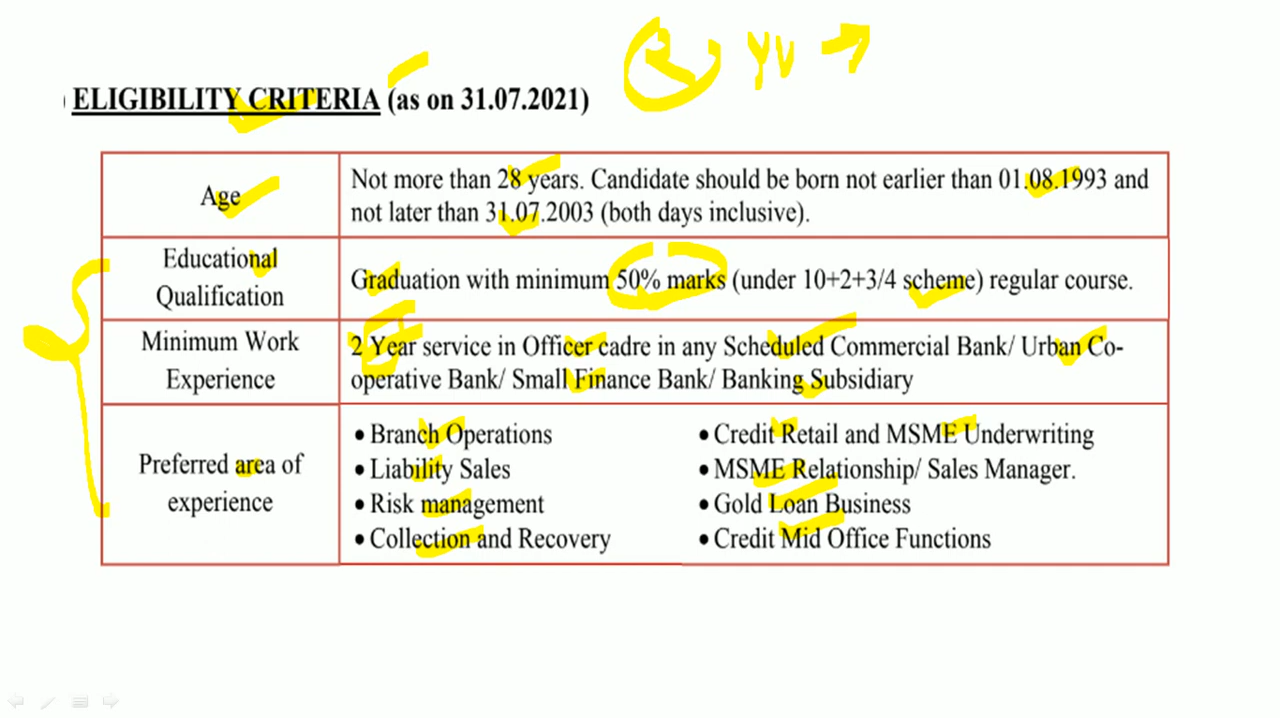 2 yr →
ELIGIBILITY CRITERIA (as on 31.07.2021)
Age
Not more than 28 years. Candidate should be born not earlier than 01.08.1993 and
not later than 31.07.2003 (both days inclusive).
Educational
Qualification
Graduation with minimum 50% marks (under 10+2+3/4 scheme) regular course.
Minimum Work
Experience
2 Year service in Officer cadre in any Scheduled Commercial Bank/ Urban Co-
operative Bank/ Small Finance Bank/ Banking Subsidiary
Preferred area of
experience
• Branch Operations
• Liability Sales
• Risk management
• Collection and Recovery
• Credit Retail and MSME Underwriting
• MSME Relationship/ Sales Manager.
• Gold Loan Business
• Credit Mid Office Functions